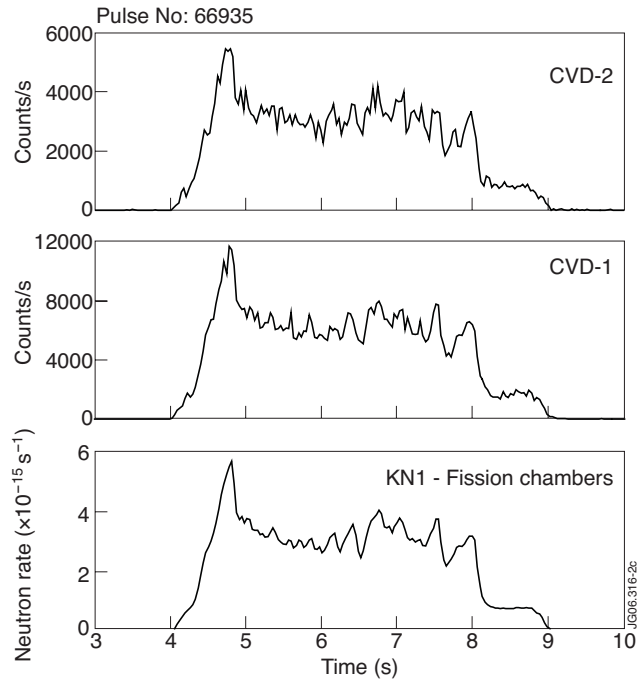 Pulse No: 66935
6000
4000
2000
0
Counts/s
CVD-2
12000
8000
4000
0
Counts/s
CVD-1
6
4
2
0
Neutron rate (×10⁻¹⁵ s⁻¹)
KN1 - Fission chambers
3 4 5 6 7 8 9 10
Time (s)
JG06.316-2c